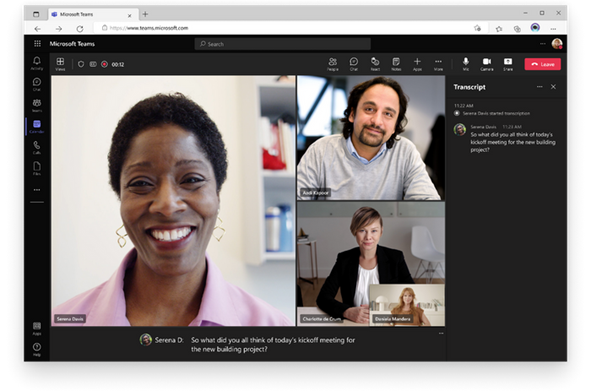 Microsoft Teams
https://www.teams.microsoft.com
Microsoft Teams
Search
Activity
Chat
Teams
Calendar
Calls
Files
Apps
Help
Views
00:12
People
Chat
React
Notes
Apps
More
Mic
Camera
Share
Leave
Serena Davis
Aadi Kapoor
Charlotte de Crum
Daniela Mandera
Serena D.
So what did you all think of today's kickoff meeting for
the new building project?
Transcript
11:22 AM
Serena Davis started transcription
Serena Davis 11:23 AM
So what did you all think of today's
kickoff meeting for the new building
project?